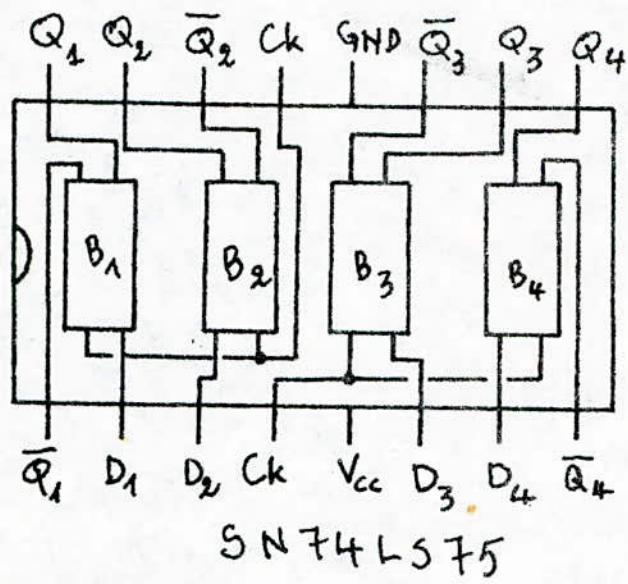 Q1 Q2 Q̅2 Ck GND Q̅3 Q3 Q4
B1 B2 B3 B4
Q̅1 D1 D2 Ck Vcc D3 D4 Q̅4
SN74LS75